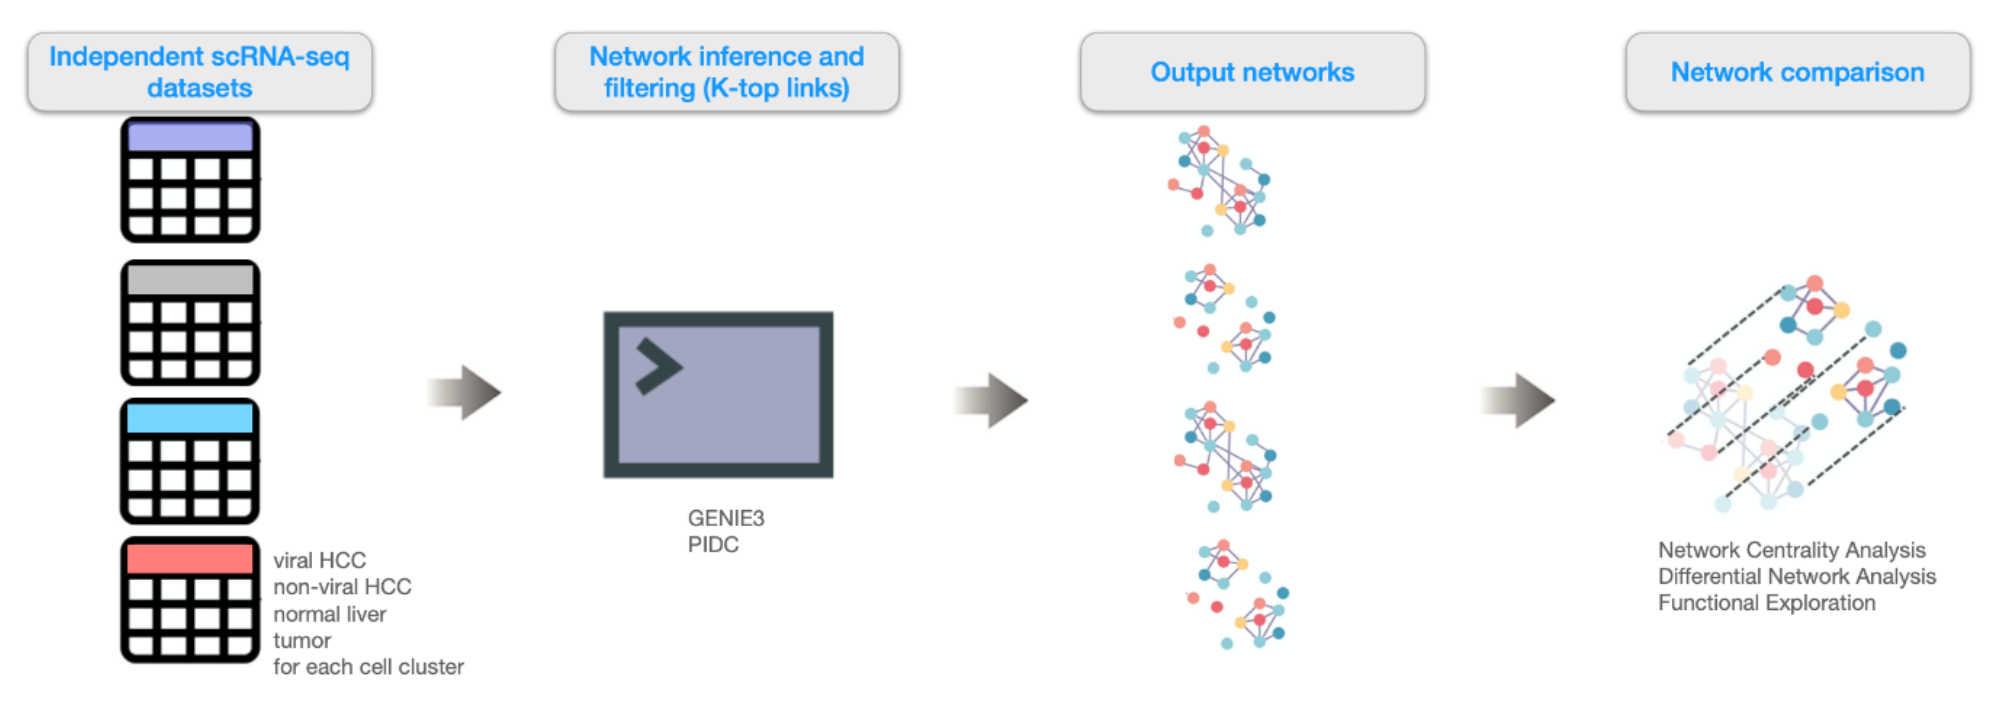 Independent scRNA-seq
datasets
Network inference and
filtering (K-top links)
Output networks
Network comparison
viral HCC
non-viral HCC
normal liver
tumor
for each cell cluster
GENIE3
PIDC
Network Centrality Analysis
Differential Network Analysis
Functional Exploration